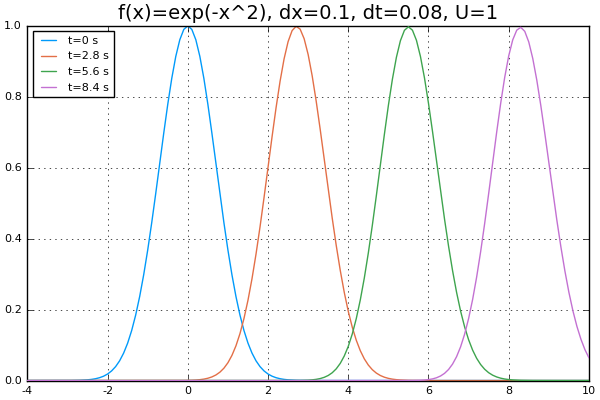 f(x)=exp(-x^2), dx=0.1, dt=0.08, U=1
1.0
t=0 s
t=2.8 s
t=5.6 s
t=8.4 s
0.8
0.6
0.4
0.2
0.0
-4 -2 0 2 4 6 8 10